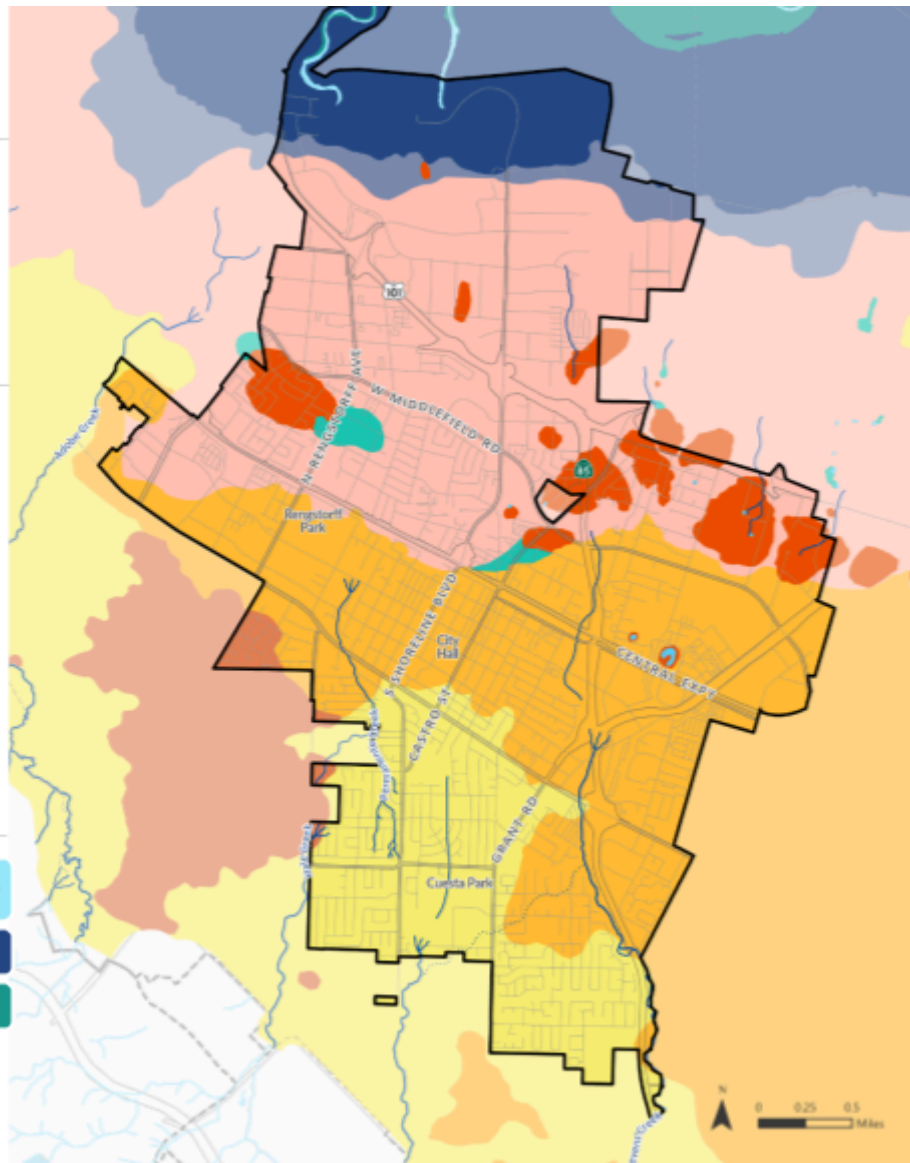 101
N RENGSTORFF AVE
W MIDDLEFIELD RD
Adobe Creek
85
Rengstorff
Park
S SHORELINE BLVD
City
Hall
CENTRAL EXPY
CASTRO ST
GRANT RD
Cuesta Park
N
0 0.25 0.5
Miles